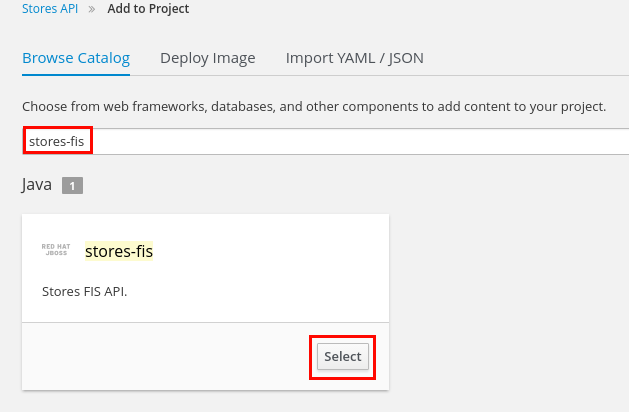 Stores API » Add to Project
Browse Catalog Deploy Image Import YAML / JSON
Choose from web frameworks, databases, and other components to add content to your project.
stores-fis
Java 1
RED HAT
JBOSS
stores-fis
Stores FIS API.
Select